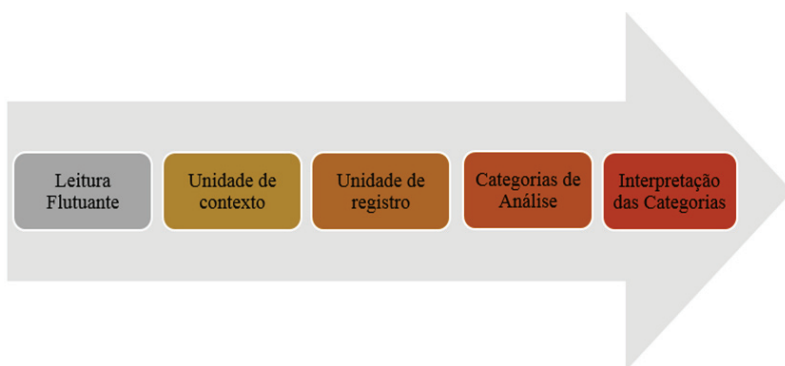 Leitura
Flutuante
Unidade de
contexto
Unidade de
registro
Categorias de
Análise
Interpretação
das Categorias